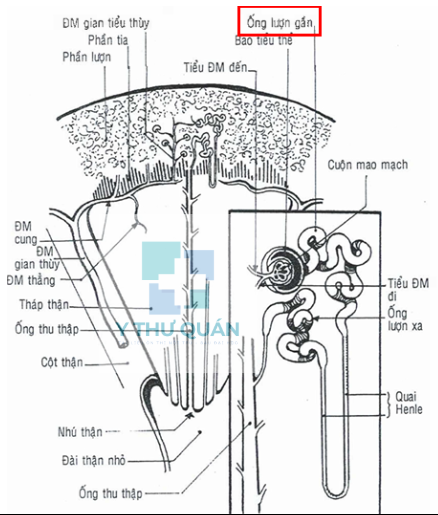 ĐM gian tiểu thùy
Ống lượn gần
Phần tia
Bao tiểu thể
Phần lượn
Tiểu ĐM đến
Cuộn mao mạch
ĐM
cung
ĐM
gian thùy
ĐM thẳng
Tiểu ĐM
đi
Tháp thận
Ống
lượn xa
Ống thu thập
Y THƯ QUÁN
Cột thận
Quai
Henle
Nhú thận
Đài thận nhỏ
Ống thu thập